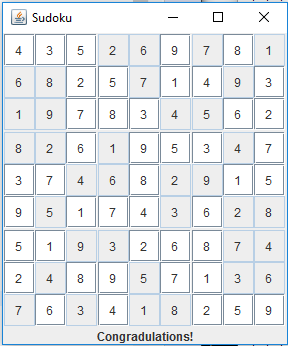 Sudoku
4 3 5 2 6 9 7 8 1
6 8 2 5 7 1 4 9 3
1 9 7 8 3 4 5 6 2
8 2 6 1 9 5 3 4 7
3 7 4 6 8 2 9 1 5
9 5 1 7 4 3 6 2 8
5 1 9 3 2 6 8 7 4
2 4 8 9 5 7 1 3 6
7 6 3 4 1 8 2 5 9
Congradulations!